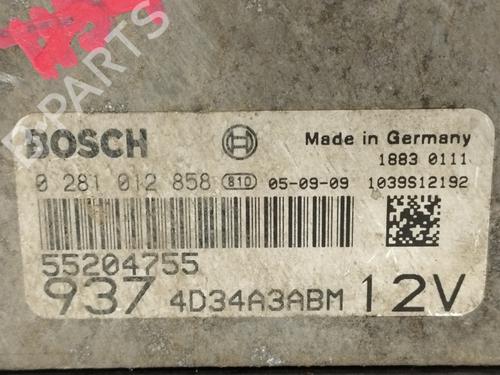 B-PARTS
BOSCH
Made in Germany
1883 0111
0 281 012 858 810 05-09-09 1039S12192
55204755
937 4D34A3ABM 12V